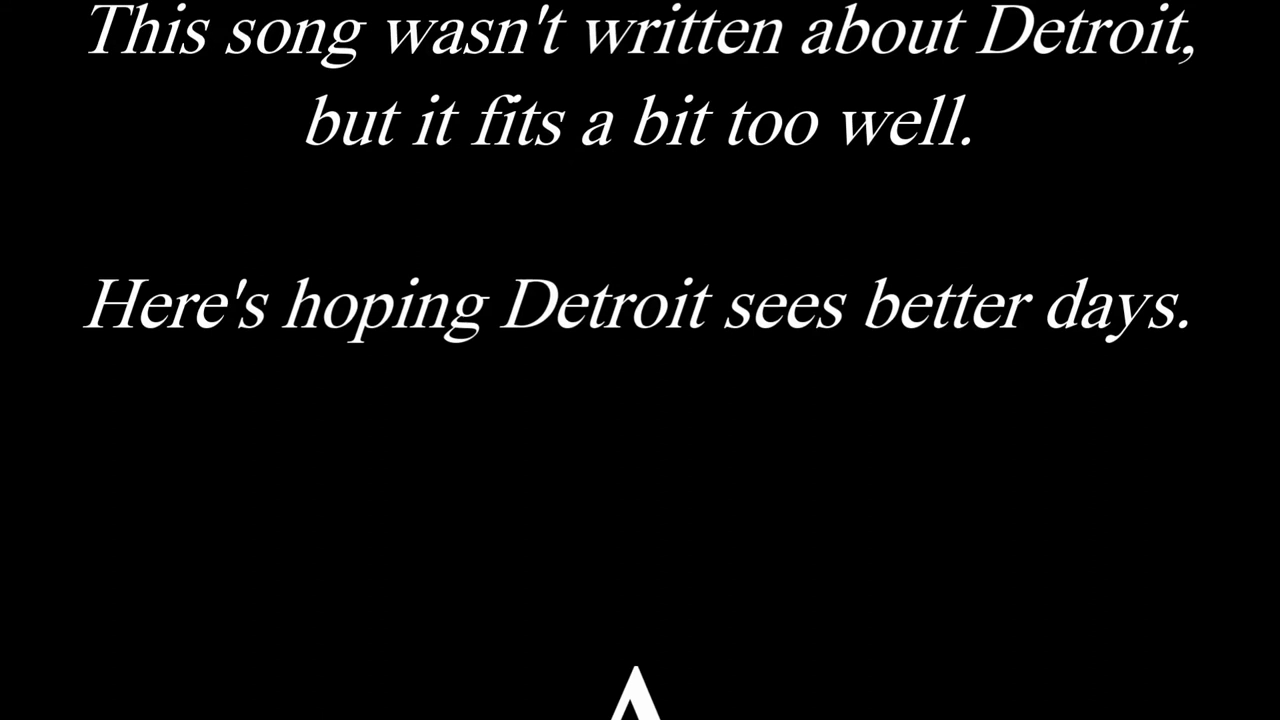 This song wasn't written about Detroit,
but it fits a bit too well.
Here's hoping Detroit sees better days.